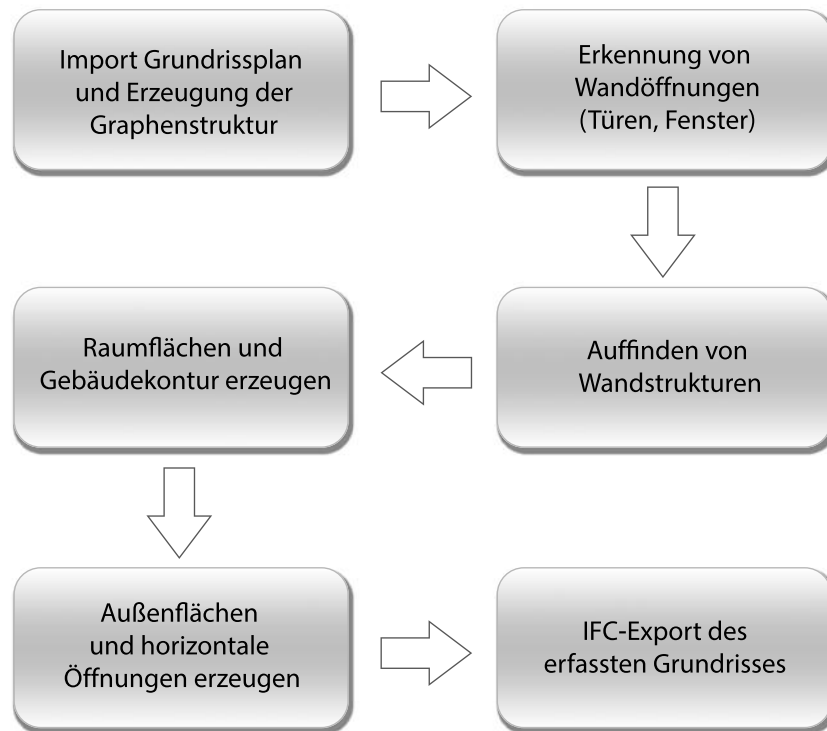 Import Grundrissplan
und Erzeugung der
Graphenstruktur
Erkennung von
Wandöffnungen
(Türen, Fenster)
Auffinden von
Wandstrukturen
Raumflächen und
Gebäudekontur erzeugen
Außenflächen
und horizontale
Öffnungen erzeugen
IFC-Export des
erfassten Grundrisses